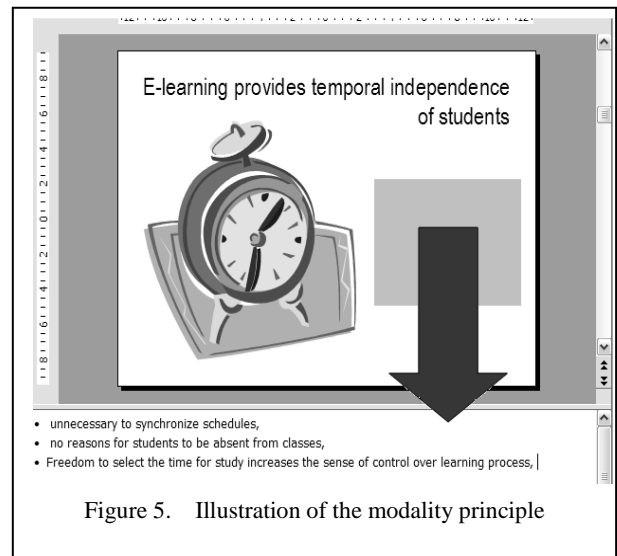 E-learning provides temporal independence
of students
• unnecessary to synchronize schedules,
• no reasons for students to be absent from classes,
• Freedom to select the time for study increases the sense of control over learning process,
Figure 5. Illustration of the modality principle